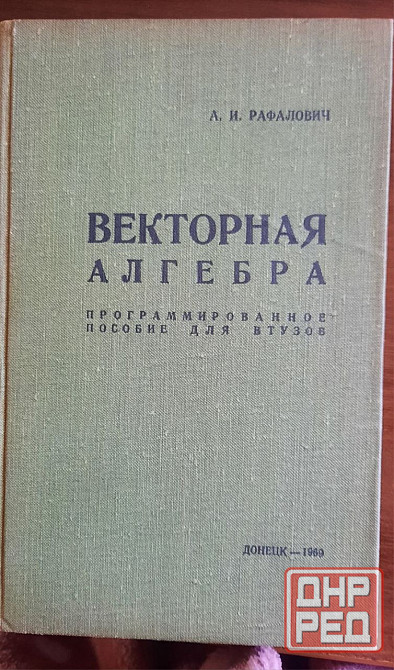 А. И. РАФАЛОВИЧ
ВЕКТОРНАЯ
АЛГЕБРА
ПРОГРАММИРОВАННОЕ
ПОСОБИЕ ДЛЯ ВТУЗОВ
ДОНЕЦК — 1969
ДНР
РЕД